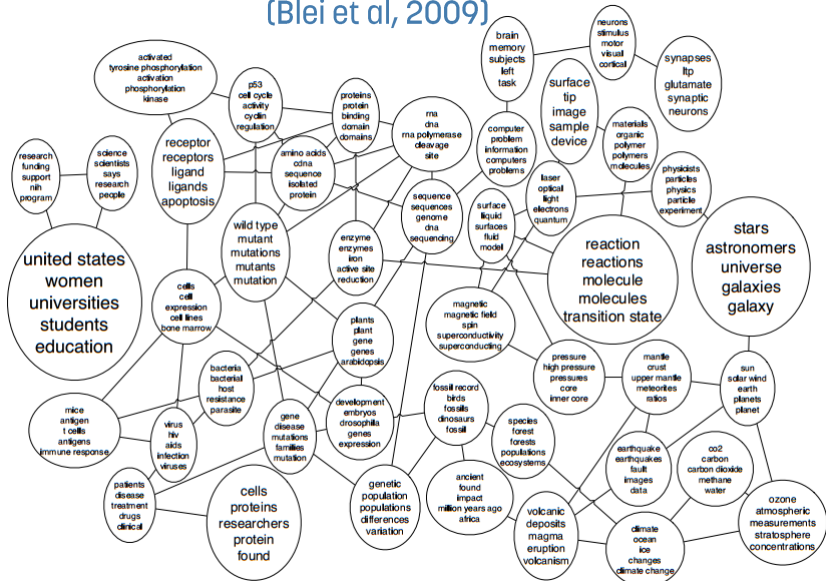 (Blei et al, 2009)
neurons
stimulus
motor
visual
cortical
brain
memory
subjects
left
task
synapses
ltp
glutamate
synaptic
neurons
activated
tyrosine phosphorylation
activation
phosphorylation
kinase
surface
tip
image
sample
device
p53
cell cycle
activity
cyclin
regulation
proteins
protein
binding
domain
domains
rna
dna
rna polymerase
cleavage
site
computer
problem
information
computers
problems
materials
organic
polymer
polymers
molecules
research
funding
support
nih
program
science
scientists
says
research
people
receptor
receptors
ligand
ligands
apoptosis
amino acids
cdna
sequence
isolated
protein
laser
optical
light
electrons
quantum
physicists
particles
physics
particle
experiment
sequence
sequences
genome
dna
sequencing
surface
liquid
surfaces
fluid
model
wild type
mutant
mutations
mutants
mutation
enzyme
enzymes
iron
active site
reduction
reaction
reactions
molecule
molecules
transition state
stars
astronomers
universe
galaxies
galaxy
united states
women
universities
students
education
cells
cell
expression
cell lines
bone marrow
magnetic
magnetic field
spin
superconductivity
superconducting
plants
plant
gene
genes
arabidopsis
pressure
high pressure
pressures
core
inner core
mantle
crust
upper mantle
meteorites
ratios
sun
solar wind
earth
planets
planet
bacteria
bacterial
host
resistance
parasite
development
embryos
drosophila
genes
expression
fossil record
birds
fossils
dinosaurs
fossil
mice
antigen
t cells
antigens
immune response
virus
hiv
aids
infection
viruses
gene
disease
mutations
families
mutation
species
forest
forests
populations
ecosystems
earthquake
earthquakes
fault
images
data
co2
carbon
carbon dioxide
methane
water
patients
disease
treatment
drugs
clinical
cells
proteins
researchers
protein
found
genetic
population
populations
differences
variation
ancient
found
impact
million years ago
africa
volcanic
deposits
magma
eruption
volcanism
climate
ocean
ice
changes
climate change
ozone
atmospheric
measurements
stratosphere
concentrations